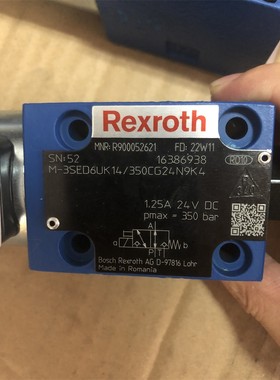 Rexroth
MNR: R900052621 FD: 22W11
SN: 52 16386938 RD10
M-3SED6UK14/350CG24N9K4
1.25A 24V DC
pmax = 350 bar
A
a
b
P T
Bosch Rexroth AG D-97816 Lohr
Made in Romania